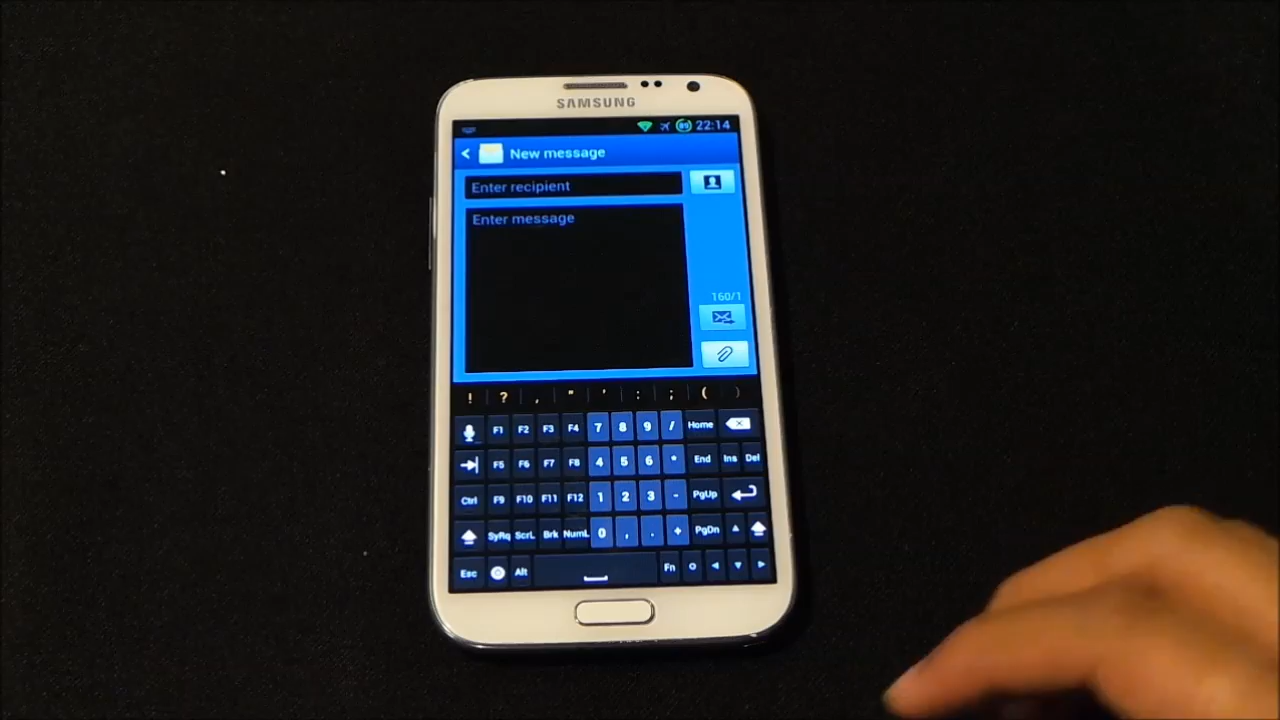 SAMSUNG
89 22:14
< New message
Enter recipient
Enter message
160/1
! ? , " ' : ; ( )
F1 F2 F3 F4 7 8 9 / Home
F5 F6 F7 F8 4 5 6 * End Ins Del
Ctrl F9 F10 F11 F12 1 2 3 - PgUp
SyRq ScrL Brk NumL 0 , . + PgDn
Esc Alt Fn